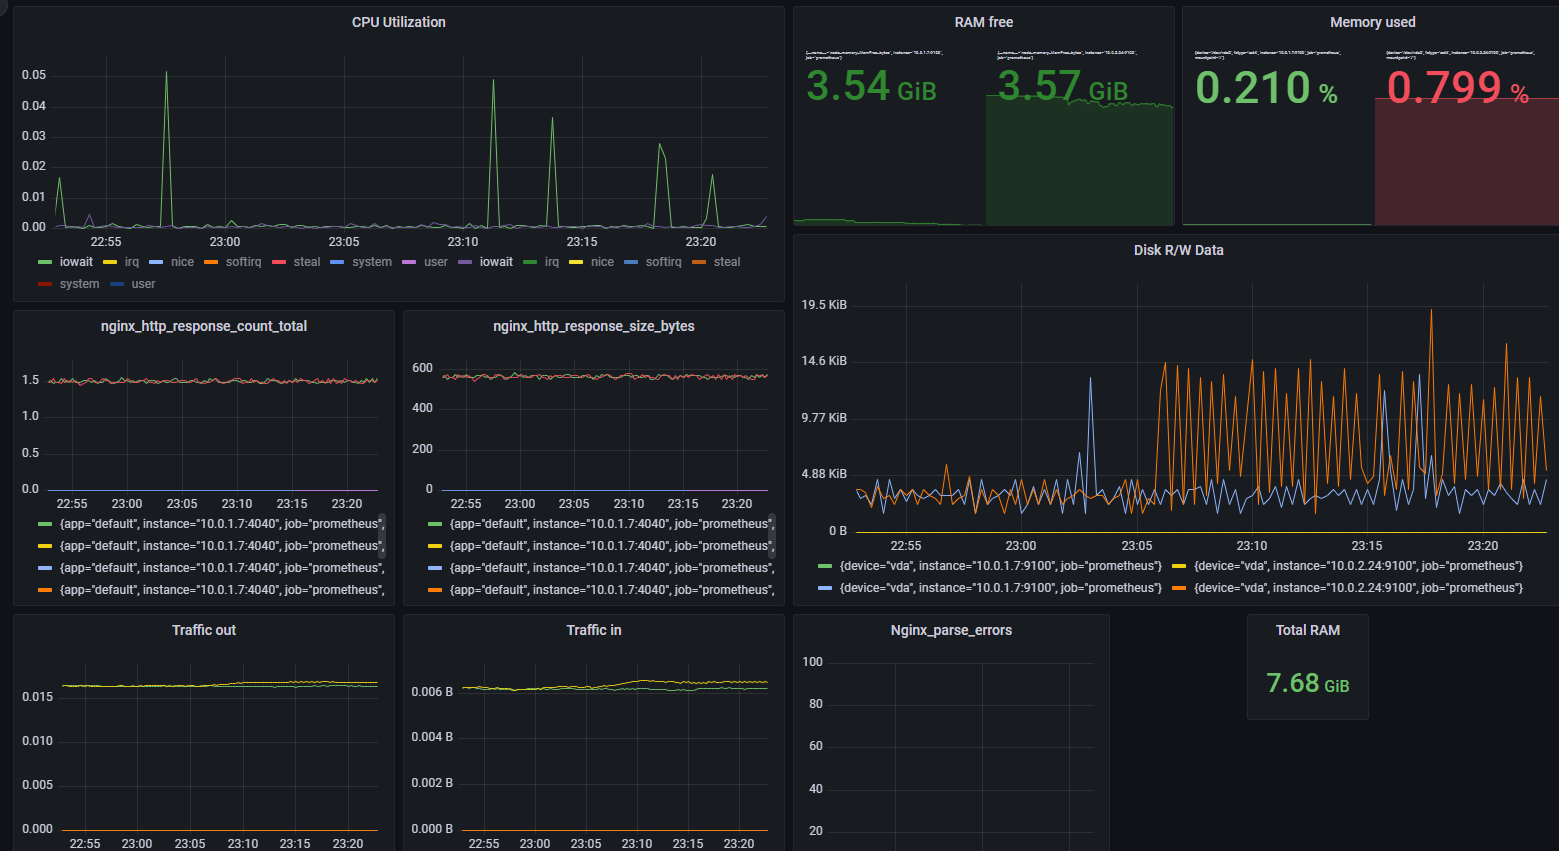 CPU Utilization
0.05
0.04
0.03
0.02
0.01
0.00
22:55 23:00 23:05 23:10 23:15 23:20
iowait irq nice softirq steal system user iowait irq nice softirq steal
system user
RAM free
3.54 GiB
3.57 GiB
Memory used
0.210 %
0.799 %
nginx_http_response_count_total
1.5
1.0
0.5
0.0
22:55 23:00 23:05 23:10 23:15 23:20
{app="default", instance="10.0.1.7:4040", job="prometheus",
{app="default", instance="10.0.1.7:4040", job="prometheus",
{app="default", instance="10.0.1.7:4040", job="prometheus",
{app="default", instance="10.0.1.7:4040", job="prometheus",
nginx_http_response_size_bytes
600
400
200
0
22:55 23:00 23:05 23:10 23:15 23:20
{app="default", instance="10.0.1.7:4040", job="prometheus",
{app="default", instance="10.0.1.7:4040", job="prometheus",
{app="default", instance="10.0.1.7:4040", job="prometheus",
{app="default", instance="10.0.1.7:4040", job="prometheus",
Disk R/W Data
19.5 KiB
14.6 KiB
9.77 KiB
4.88 KiB
0 B
22:55 23:00 23:05 23:10 23:15 23:20
{device="vda", instance="10.0.1.7:9100", job="prometheus"} {device="vda", instance="10.0.2.24:9100", job="prometheus"}
{device="vda", instance="10.0.1.7:9100", job="prometheus"} {device="vda", instance="10.0.2.24:9100", job="prometheus"}
Traffic out
0.015
0.010
0.005
0.000
22:55 23:00 23:05 23:10 23:15 23:20
Traffic in
0.006 B
0.004 B
0.002 B
0.000 B
22:55 23:00 23:05 23:10 23:15 23:20
Nginx_parse_errors
100
80
60
40
20
Total RAM
7.68 GiB